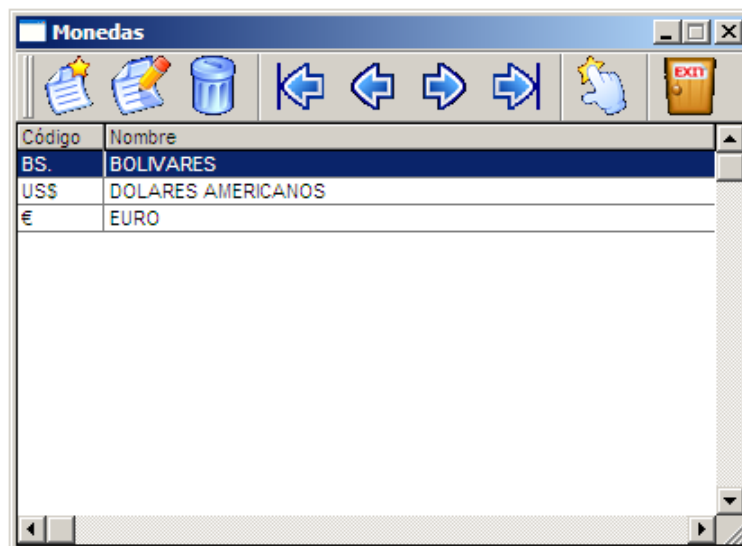 Monedas
EXIT
Código Nombre
BS. BOLIVARES
US$ DOLARES AMERICANOS
€ EURO